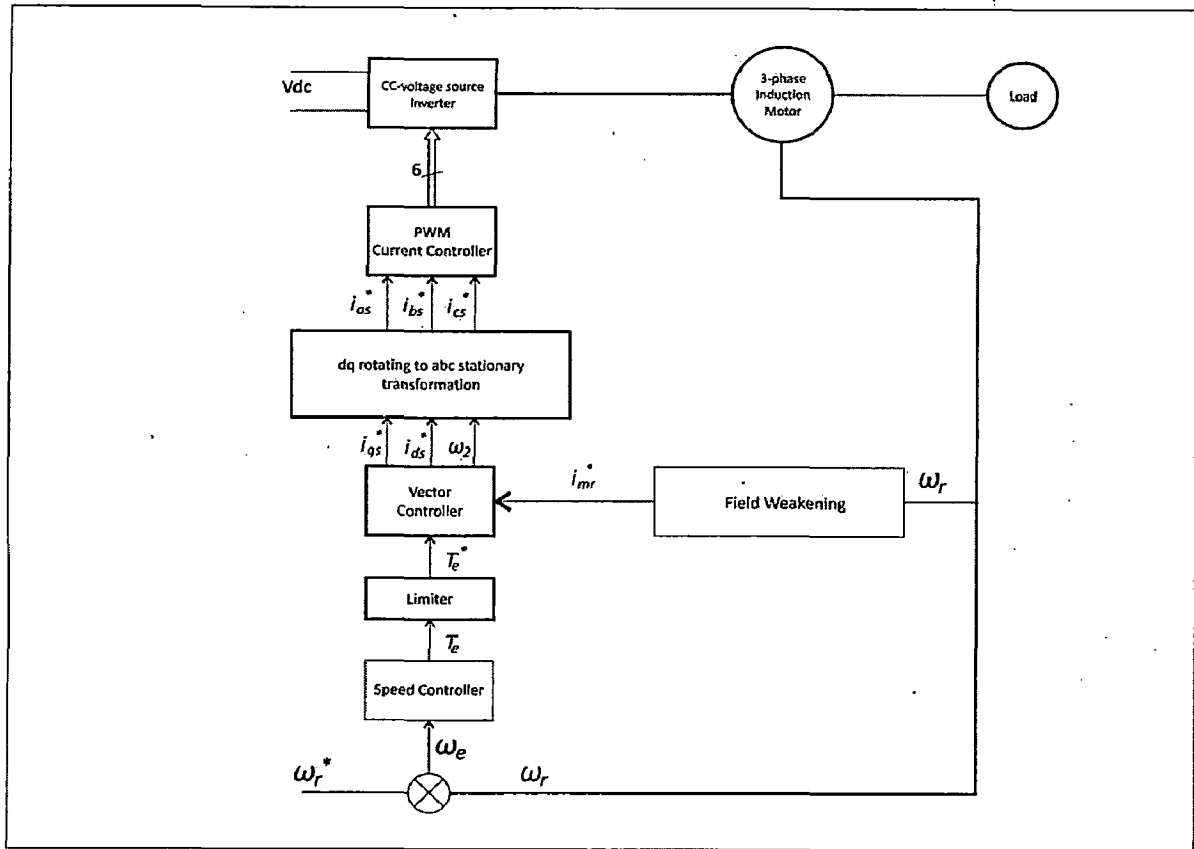 Vdc
CC-voltage source
Inverter
3-phase
Induction
Motor
Load
6
PWM
Current Controller
i_as* i_bs* i_cs*
dq rotating to abc stationary
transformation
i_qs* i_ds* ω_2
Vector
Controller
i_mr*
Field Weakening
ω_r
T_e*
Limiter
T_e
Speed Controller
ω_e
ω_r*
ω_r